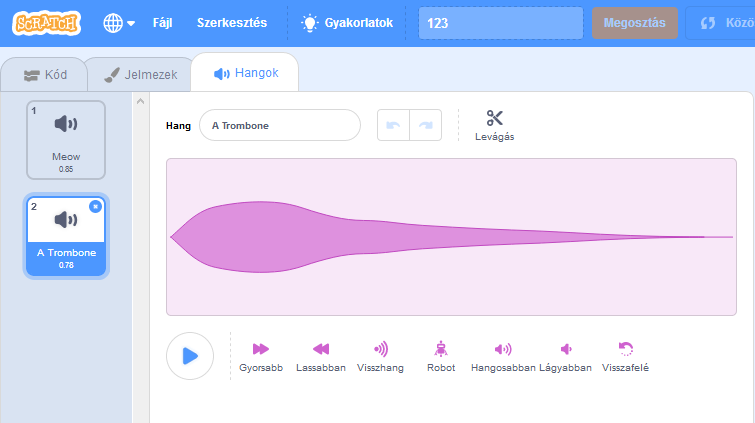 SCRATCH Fájl Szerkesztés Gyakorlatok 123 Megosztás Közö
Kód Jelmezek Hangok
1
Meow
0.85
2
A Trombone
0.78
Hang A Trombone Levágás
Gyorsabb Lassabban Visszhang Robot Hangosabban Lágyabban Visszafelé